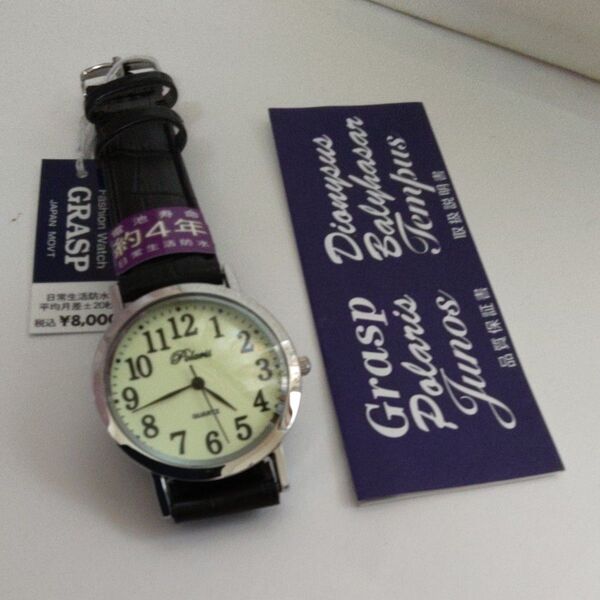 Fashion Watch
GRASP
JAPAN MOVT
日常生活防水
平均月差±20秒
税込 ¥8,000
電池寿命
約4年
日常生活防水
12
1
2
3
4
5
6
7
8
9
10
11
Polaris
QUARTZ
Dionysus
Balyhasar
Tempus
取扱説明書
Grasp
Polaris
Junos
品質保証書